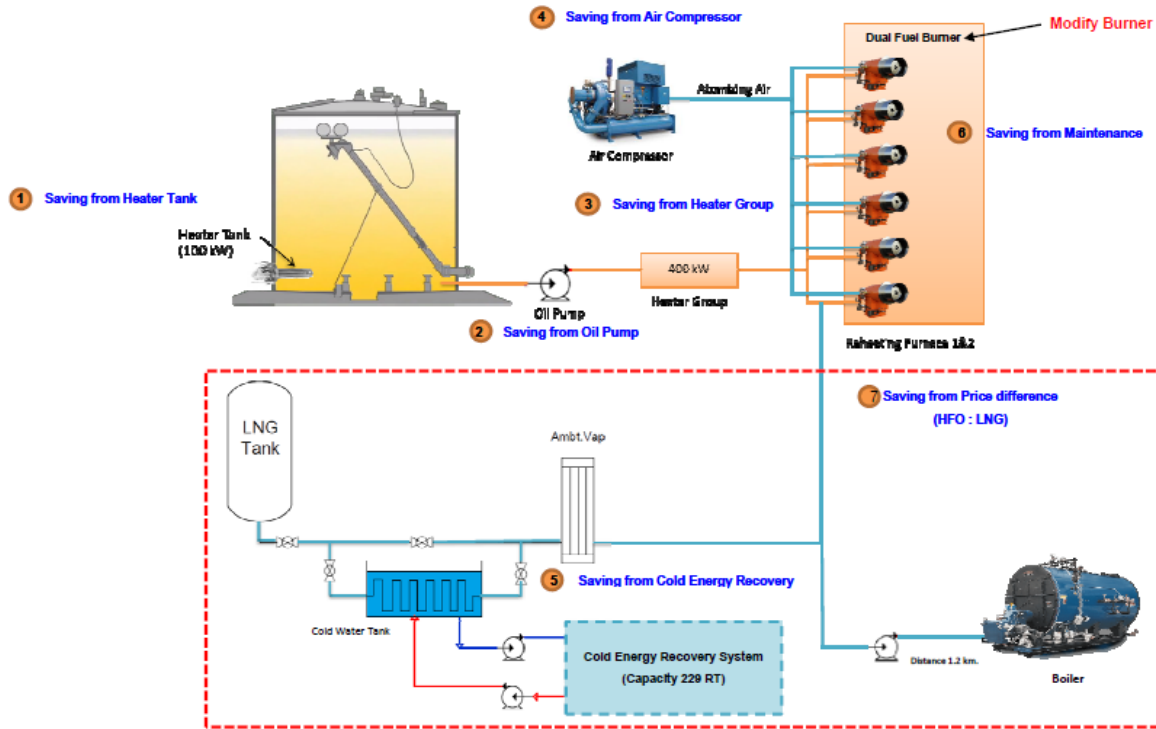 4 Saving from Air Compressor
Modify Burner
Dual Fuel Burner
Atomizing Air
Air Compressor
6 Saving from Maintenance
1 Saving from Heater Tank
3 Saving from Heater Group
Heater Tank
(100 kW)
400 kW
Heater Group
Oil Pump
2 Saving from Oil Pump
Reheating Furnace 1&2
7 Saving from Price difference
(HFO : LNG)
LNG
Tank
Ambt.Vap
5 Saving from Cold Energy Recovery
Cold Water Tank
Cold Energy Recovery System
(Capacity 229 RT)
Distance 1.2 km.
Boiler